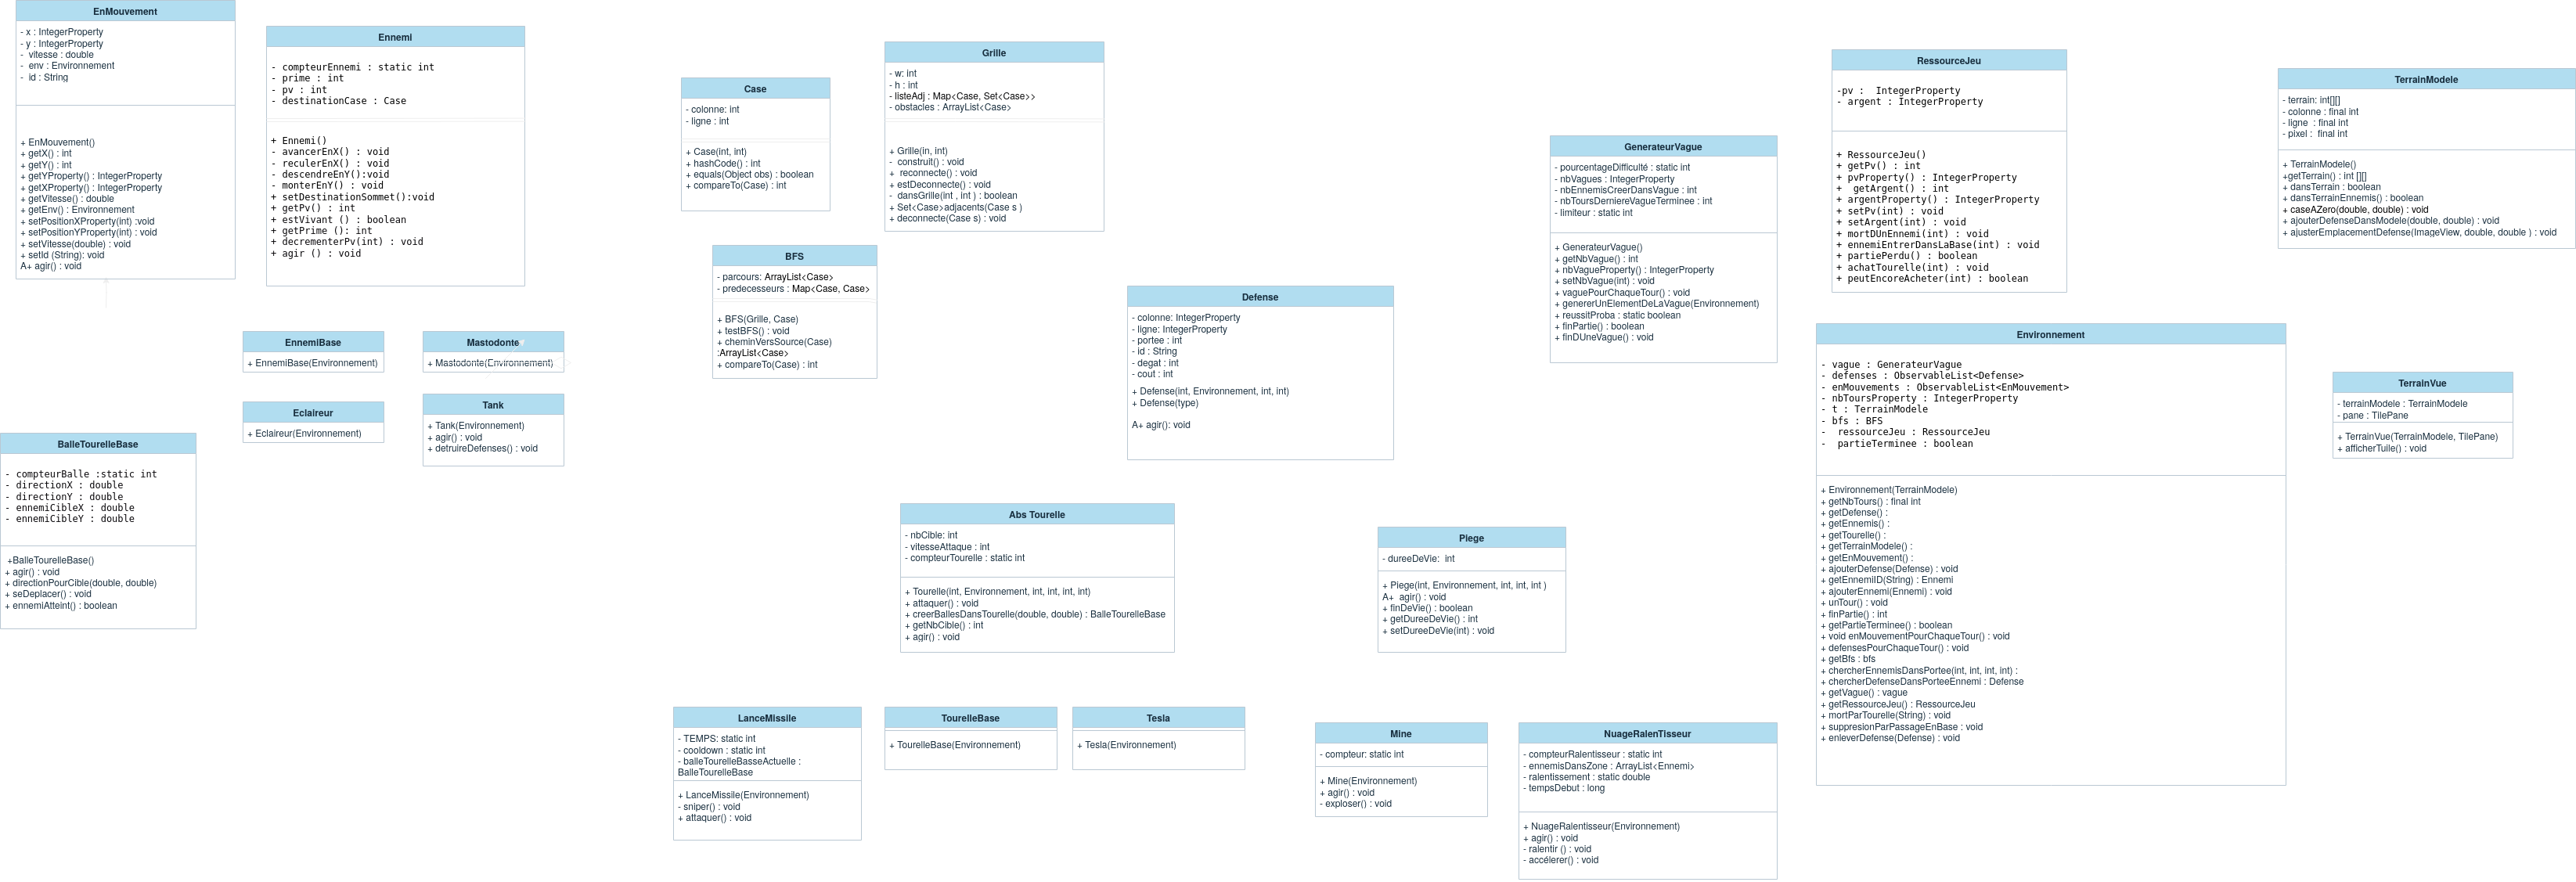 EnMouvement
- x : IntegerProperty
- y : IntegerProperty
- vitesse : double
- env : Environnement
- id : String
+ EnMouvement()
+ getX() : int
+ getY() : int
+ getYProperty() : IntegerProperty
+ getXProperty() : IntegerProperty
+ getVitesse() : double
+ getEnv() : Environnement
+ setPositionXProperty(int) :void
+ setPositionYProperty(int) : void
+ setVitesse(double) : void
+ setId (String): void
A+ agir() : void
Ennemi
- compteurEnnemi : static int
- prime : int
- pv : int
- destinationCase : Case
+ Ennemi()
- avancerEnX() : void
- reculerEnX() : void
- descendreEnY():void
- monterEnY() : void
+ setDestinationSommet():void
+ getPv() : int
+ estVivant () : boolean
+ getPrime (): int
+ decrementerPv(int) : void
+ agir () : void
EnnemiBase
+ EnnemiBase(Environnement)
Mastodonte
+ Mastodonte(Environnement)
Eclaireur
+ Eclaireur(Environnement)
Tank
+ Tank(Environnement)
+ agir() : void
+ detruireDefenses() : void
BalleTourelleBase
- compteurBalle :static int
- directionX : double
- directionY : double
- ennemiCibleX : double
- ennemiCibleY : double
+BalleTourelleBase()
+ agir() : void
+ directionPourCible(double, double)
+ seDeplacer() : void
+ ennemiAtteint() : boolean
Case
- colonne: int
- ligne : int
+ Case(int, int)
+ hashCode() : int
+ equals(Object obs) : boolean
+ compareTo(Case) : int
Grille
- w: int
- h : int
- listeAdj : Map<Case, Set<Case>>
- obstacles : ArrayList<Case>
+ Grille(in, int)
- construit() : void
+ reconnecte() : void
+ estDeconnecte() : void
- dansGrille(int , int ) : boolean
+ Set<Case>adjacents(Case s )
+ deconnecte(Case s) : void
BFS
- parcours: ArrayList<Case>
- predecesseurs : Map<Case, Case>
+ BFS(Grille, Case)
+ testBFS() : void
+ cheminVersSource(Case)
:ArrayList<Case>
+ compareTo(Case) : int
Defense
- colonne: IntegerProperty
- ligne: IntegerProperty
- portee : int
- id : String
- degat : int
- cout : int
+ Defense(int, Environnement, int, int)
+ Defense(type)
A+ agir(): void
Abs Tourelle
- nbCible: int
- vitesseAttaque : int
- compteurTourelle : static int
+ Tourelle(int, Environnement, int, int, int, int)
+ attaquer() : void
+ creerBallesDansTourelle(double, double) : BalleTourelleBase
+ getNbCible() : int
+ agir() : void
Piege
- dureeDeVie: int
+ Piege(int, Environnement, int, int, int )
A+ agir() : void
+ finDeVie() : boolean
+ getDureeDeVie() : int
+ setDureeDeVie(int) : void
LanceMissile
- TEMPS: static int
- cooldown : static int
- balleTourelleBasseActuelle :
BalleTourelleBase
+ LanceMissile(Environnement)
- sniper() : void
+ attaquer() : void
TourelleBase
+ TourelleBase(Environnement)
Tesla
+ Tesla(Environnement)
Mine
- compteur: static int
+ Mine(Environnement)
+ agir() : void
- exploser() : void
NuageRalenTisseur
- compteurRalentisseur : static int
- ennemisDansZone : ArrayList<Ennemi>
- ralentissement : static double
- tempsDebut : long
+ NuageRalentisseur(Environnement)
+ agir() : void
- ralentir () : void
- accélerer() : void
GenerateurVague
- pourcentageDifficulté : static int
- nbVagues : IntegerProperty
- nbEnnemisCreerDansVague : int
- nbToursDerniereVagueTerminee : int
- limiteur : static int
+ GenerateurVague()
+ getNbVague() : int
+ nbVagueProperty() : IntegerProperty
+ setNbVague(int) : void
+ vaguePourChaqueTour() : void
+ genererUnElementDeLaVague(Environnement)
+ reussitProba : static boolean
+ finPartie() : boolean
+ finDUneVague() : void
RessourceJeu
-pv : IntegerProperty
- argent : IntegerProperty
+ RessourceJeu()
+ getPv() : int
+ pvProperty() : IntegerProperty
+ getArgent() : int
+ argentProperty() : IntegerProperty
+ setPv(int) : void
+ setArgent(int) : void
+ mortDUnEnnemi(int) : void
+ ennemiEntrerDansLaBase(int) : void
+ partiePerdu() : boolean
+ achatTourelle(int) : void
+ peutEncoreAcheter(int) : boolean
Environnement
- vague : GenerateurVague
- defenses : ObservableList<Defense>
- enMouvements : ObservableList<EnMouvement>
- nbToursProperty : IntegerProperty
- t : TerrainModele
- bfs : BFS
- ressourceJeu : RessourceJeu
- partieTerminee : boolean
+ Environnement(TerrainModele)
+ getNbTours() : final int
+ getDefense() :
+ getEnnemis() :
+ getTourelle() :
+ getTerrainModele() :
+ getEnMouvement() :
+ ajouterDefense(Defense) : void
+ getEnnemiID(String) : Ennemi
+ ajouterEnnemi(Ennemi) : void
+ unTour() : void
+ finPartie() : int
+ getPartieTerminee() : boolean
+ void enMouvementPourChaqueTour() : void
+ defensesPourChaqueTour() : void
+ getBfs : bfs
+ chercherEnnemisDansPortee(int, int, int, int) :
+ chercherDefenseDansPorteeEnnemi : Defense
+ getVague() : vague
+ getRessourceJeu() : RessourceJeu
+ mortParTourelle(String) : void
+ suppresionParPassageEnBase : void
+ enleverDefense(Defense) : void
TerrainModele
- terrain: int[][]
- colonne : final int
- ligne : final int
- pixel : final int
+ TerrainModele()
+getTerrain() : int [][]
+ dansTerrain : boolean
+ dansTerrainEnnemis() : boolean
+ caseAZero(double, double) : void
+ ajouterDefenseDansModele(double, double) : void
+ ajusterEmplacementDefense(ImageView, double, double ) : void
TerrainVue
- terrainModele : TerrainModele
- pane : TilePane
+ TerrainVue(TerrainModele, TilePane)
+ afficherTuile() : void